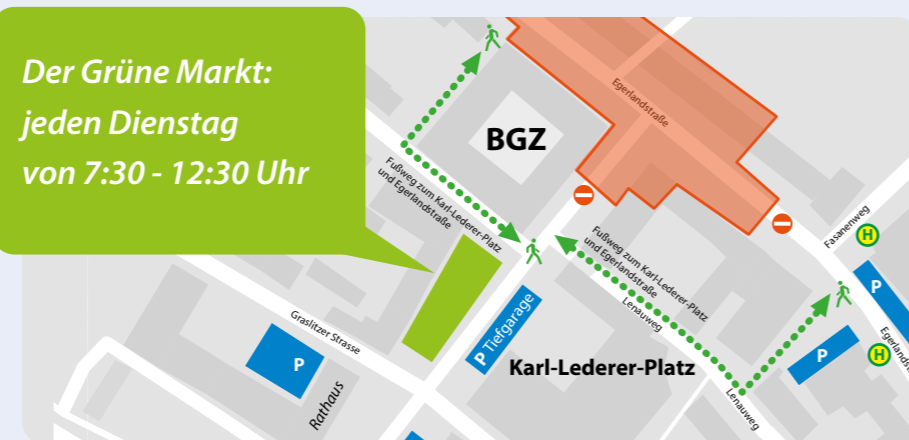 Der Grüne Markt:
jeden Dienstag
von 7:30 - 12:30 Uhr
BGZ
Egerlandstraße
Fußweg zum Karl-Lederer-Platz
und Egerlandstraße
Fußweg zum Karl-Lederer-Platz
und Egerlandstraße
Lenauweg
Fasanenweg
H
P
Graslitzer Strasse
P
Rathaus
P Tiefgarage
Karl-Lederer-Platz
P
H
Lenauweg